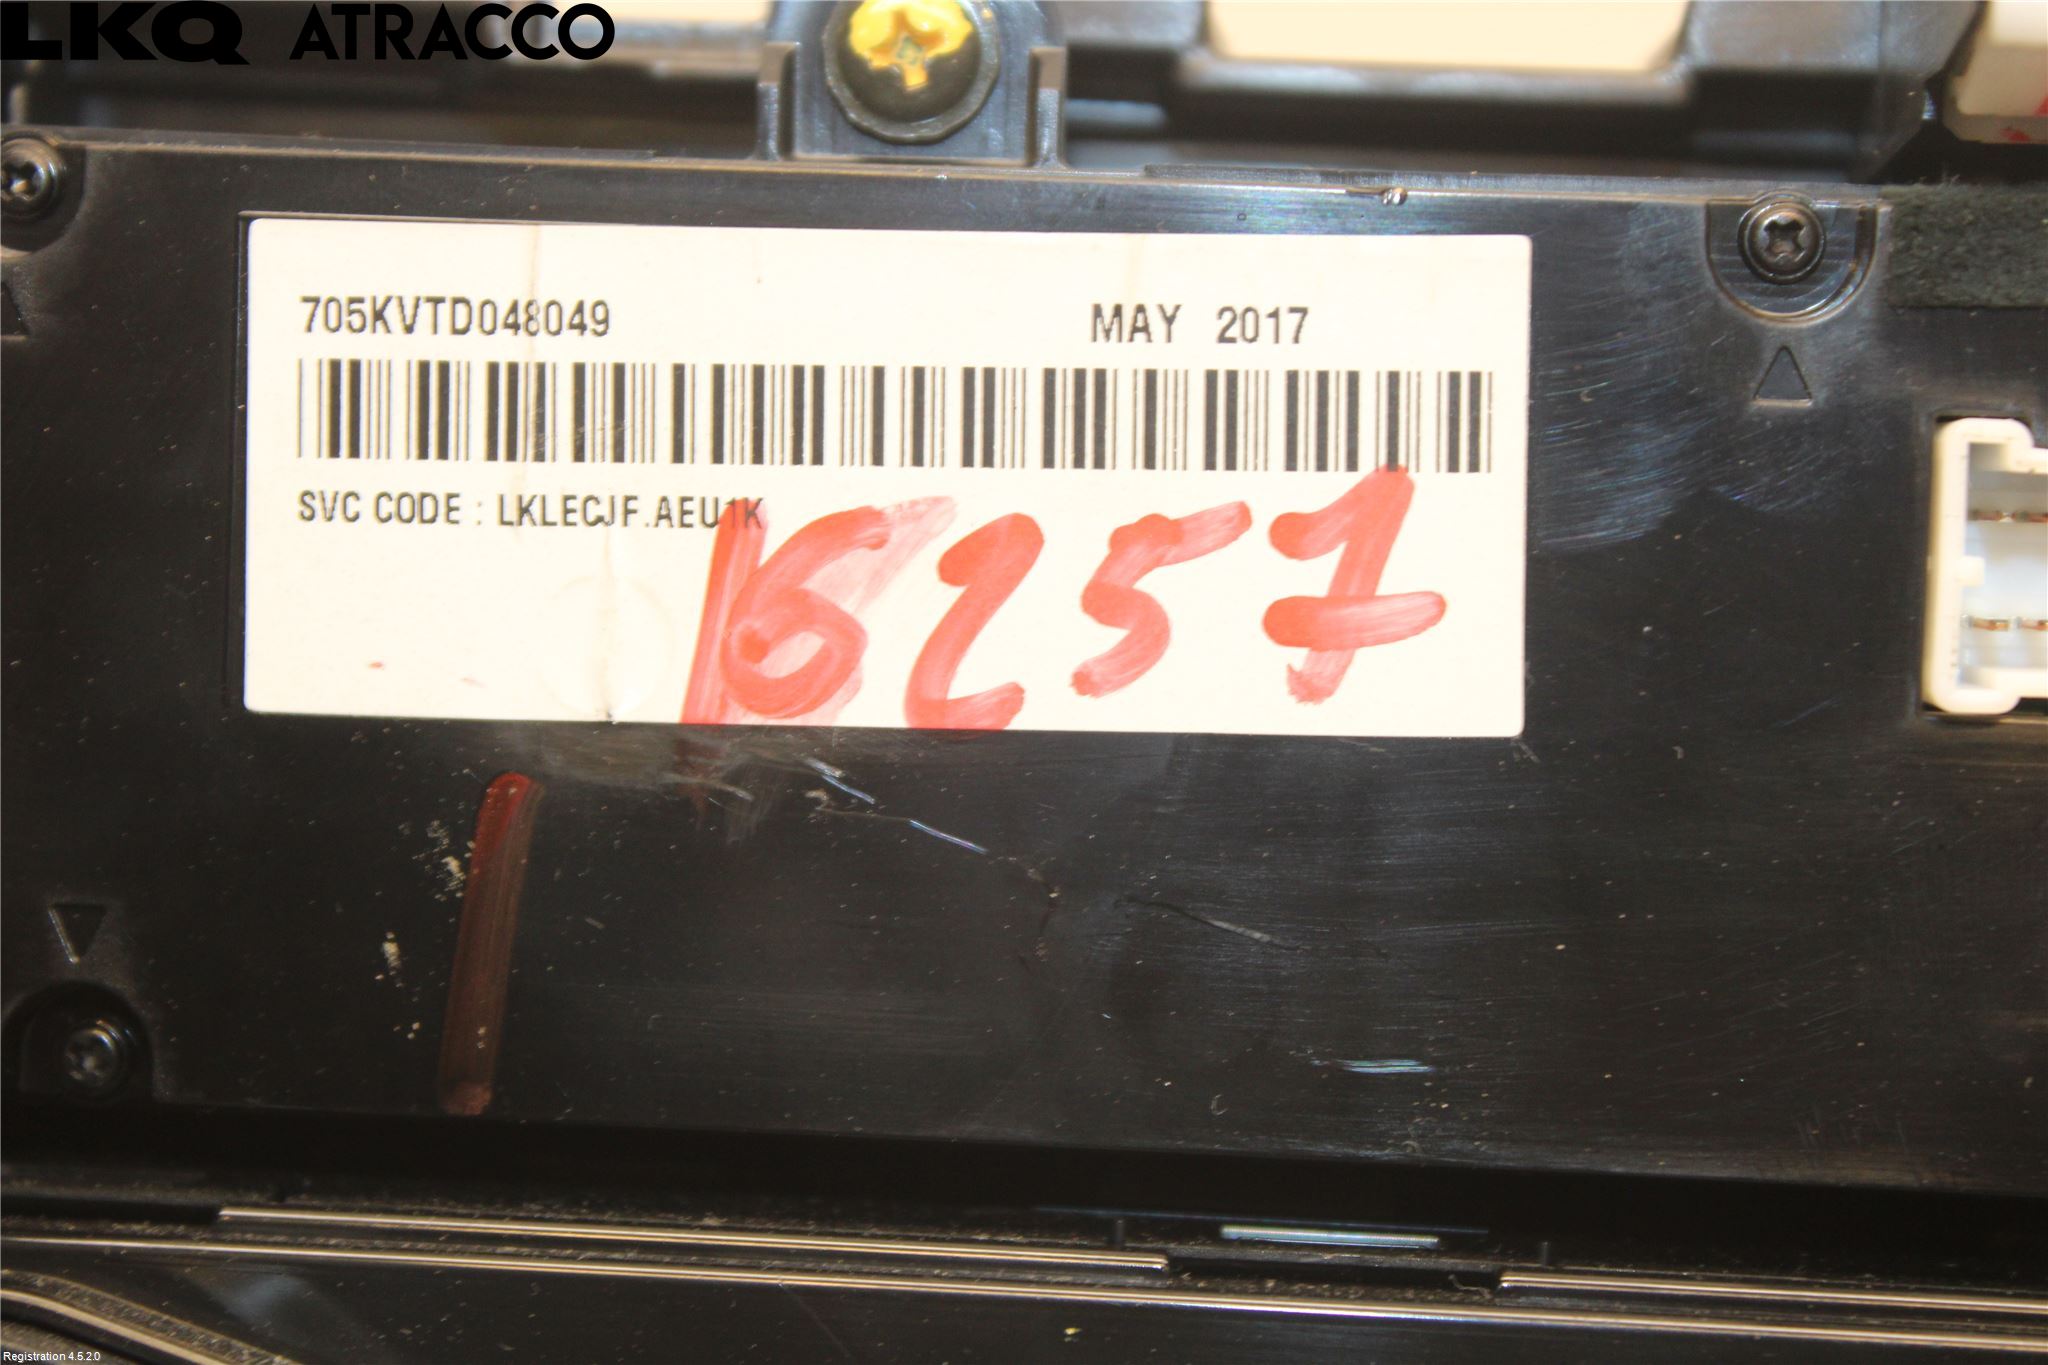 LKQ ATRACCO
705KVTD048049 MAY 2017
SVC CODE : LKLECJF.AEU1K
6257
Registration 4.5.2.0